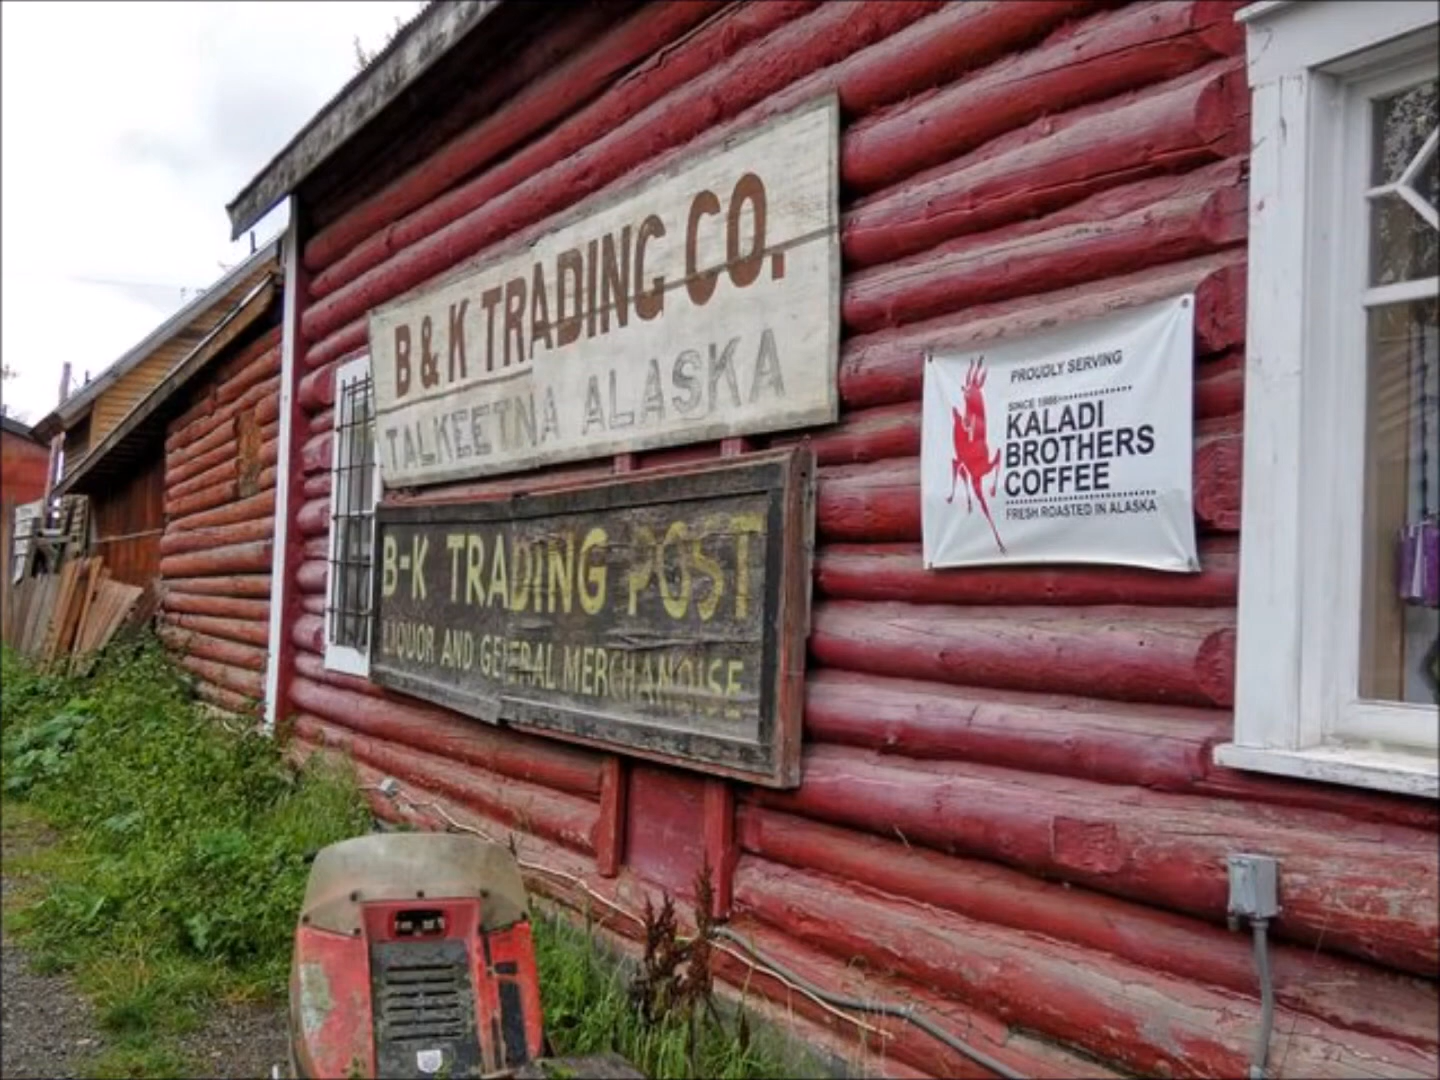 B & K TRADING CO.
TALKEETNA ALASKA
B-K TRADING POST
LIQUOR AND GENERAL MERCHANDISE
PROUDLY SERVING
SINCE 1986
KALADI
BROTHERS
COFFEE
FRESH ROASTED IN ALASKA